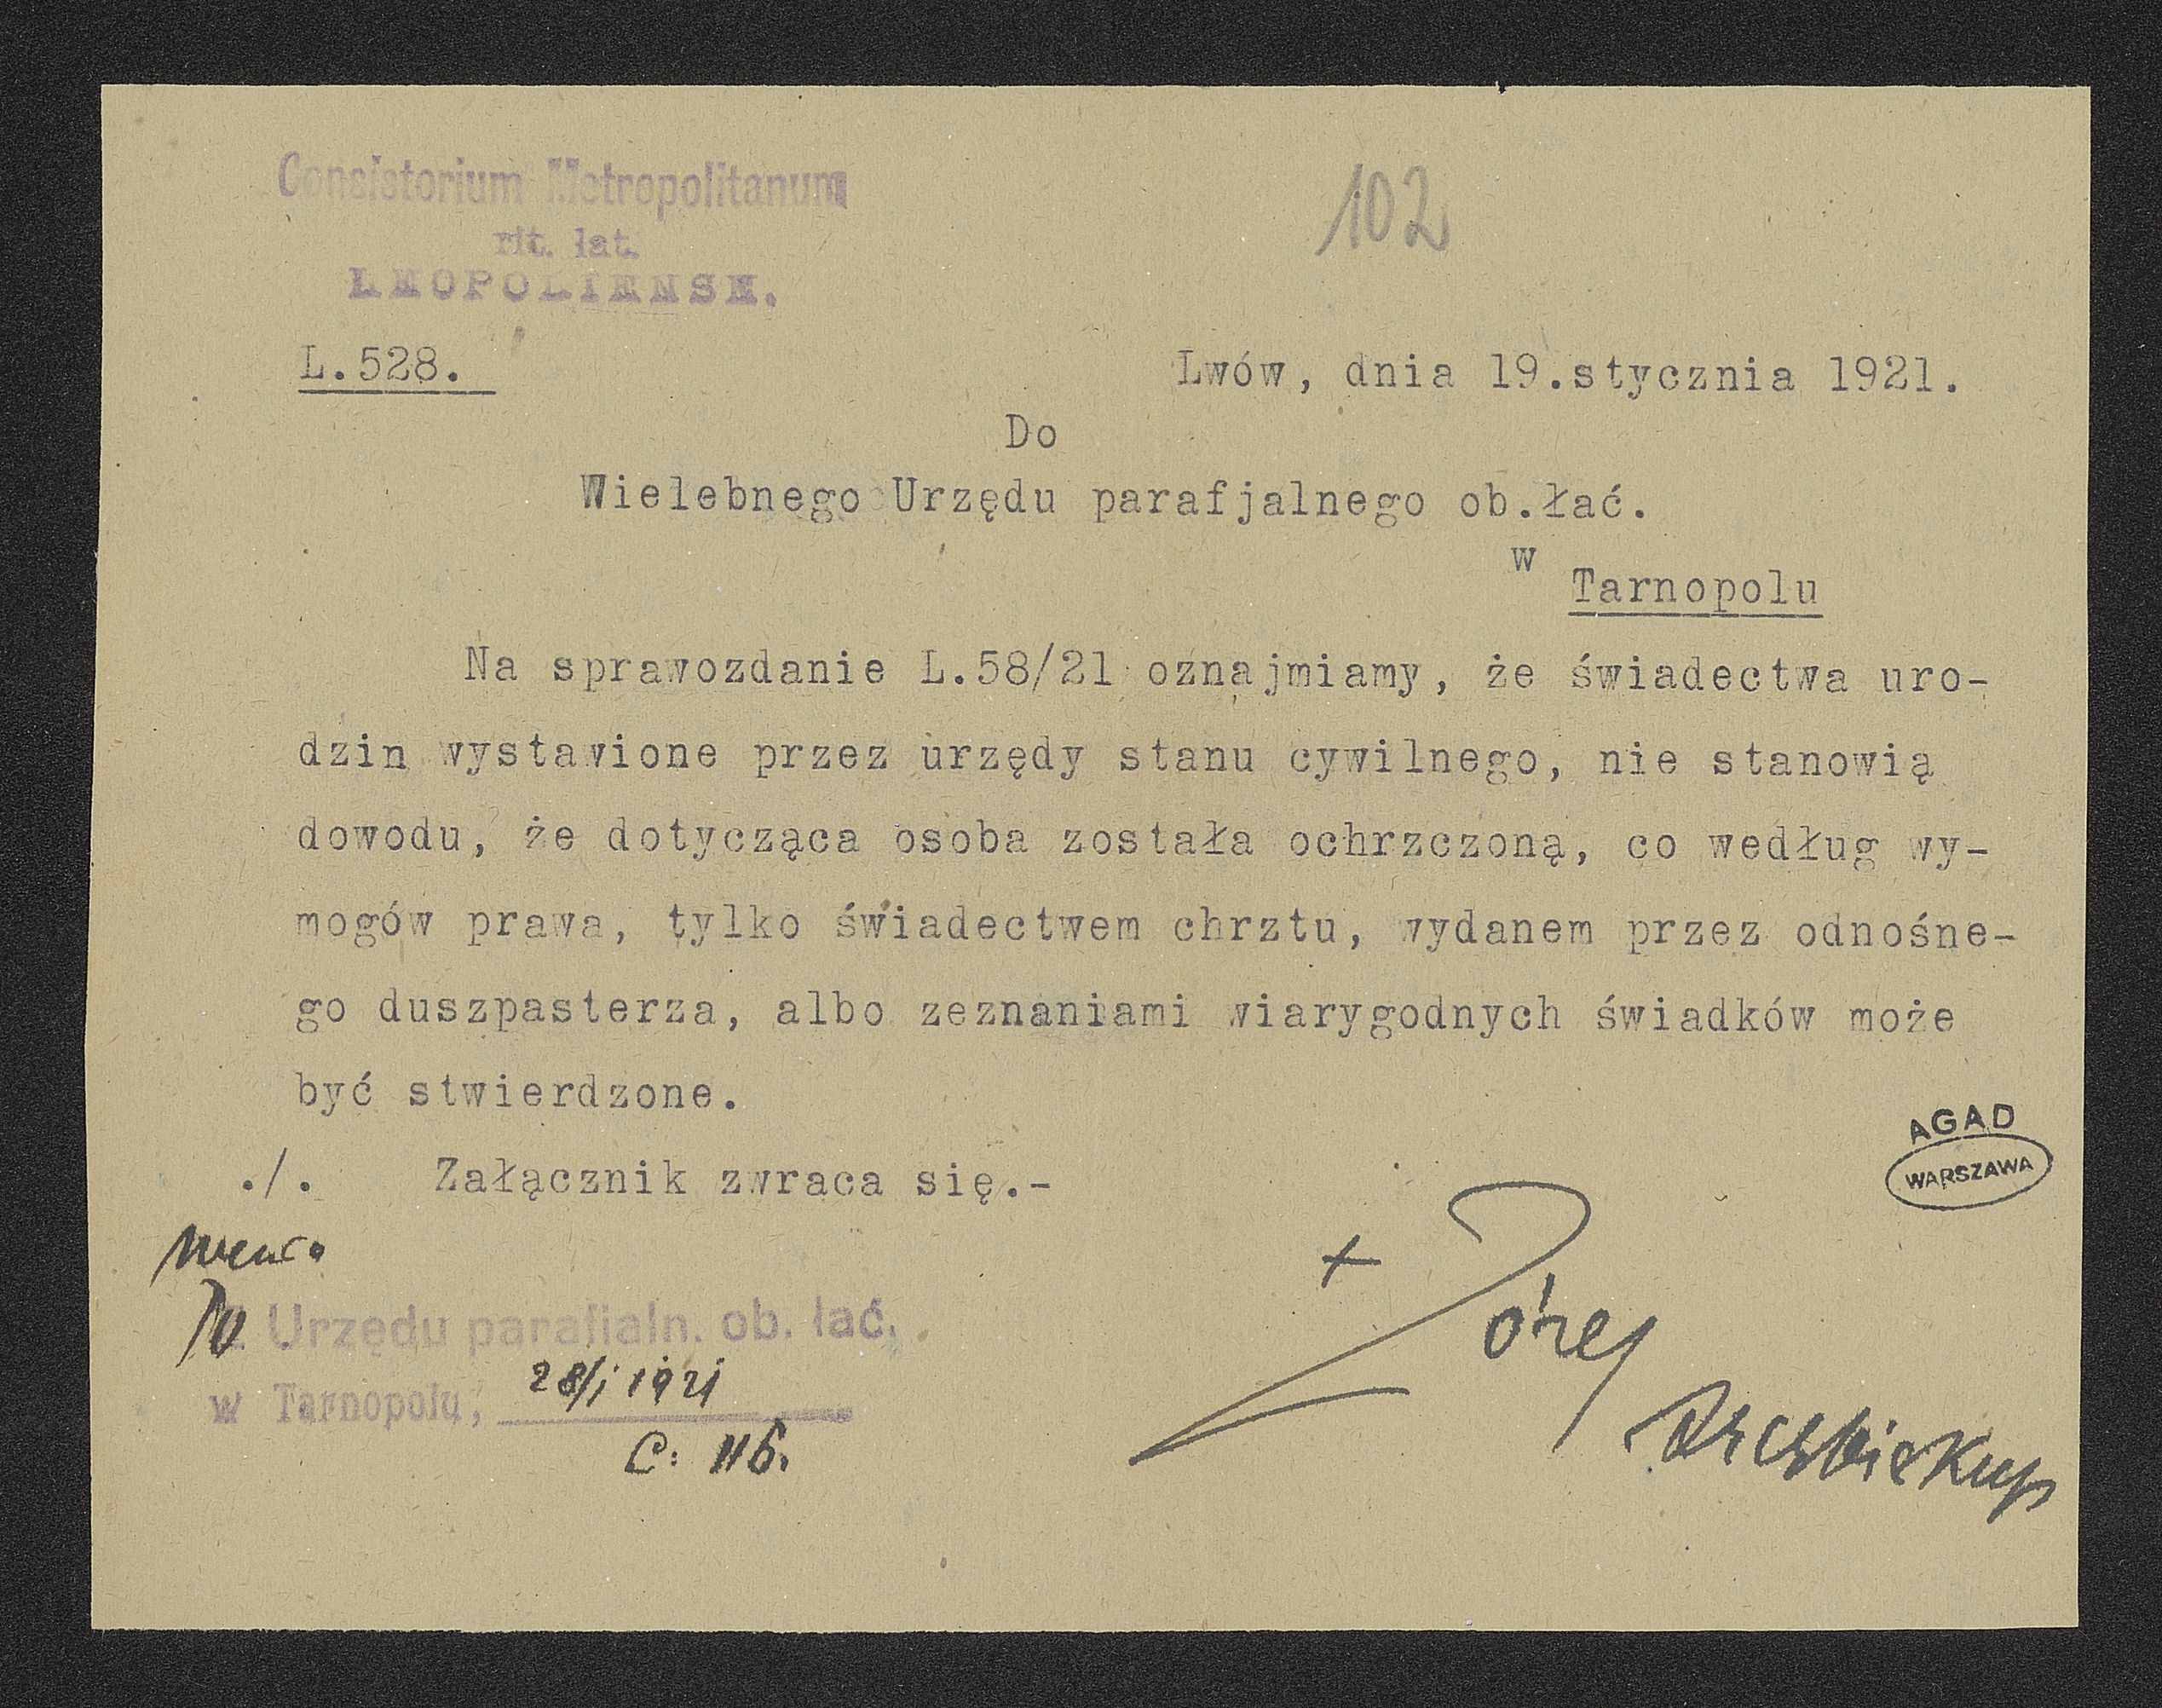 Consistorium Metropolitanum
rit. lat.
LEOPOLIENSE.
102
L.528.
Lwów, dnia 19.stycznia 1921.
Do
Wielebnego Urzędu parafjalnego ob.łać.
w
Tarnopolu
Na sprawozdanie L.58/21 oznajmiamy, że świadectwa uro-
dzin wystawione przez urzędy stanu cywilnego, nie stanowią
dowodu, że dotycząca osoba została ochrzczoną, co według wy-
mogów prawa, tylko świadectwem chrztu, wydanem przez odnośne-
go duszpasterza, albo zeznaniami wiarygodnych świadków może
być stwierdzone.
./. Załącznik zwraca się.-
AGAD
WARSZAWA
+ Józef
Arcybiskup
Urzędu parafialn. ob. łać.
w Tarnopolu, 28/I 1921
L: 116.